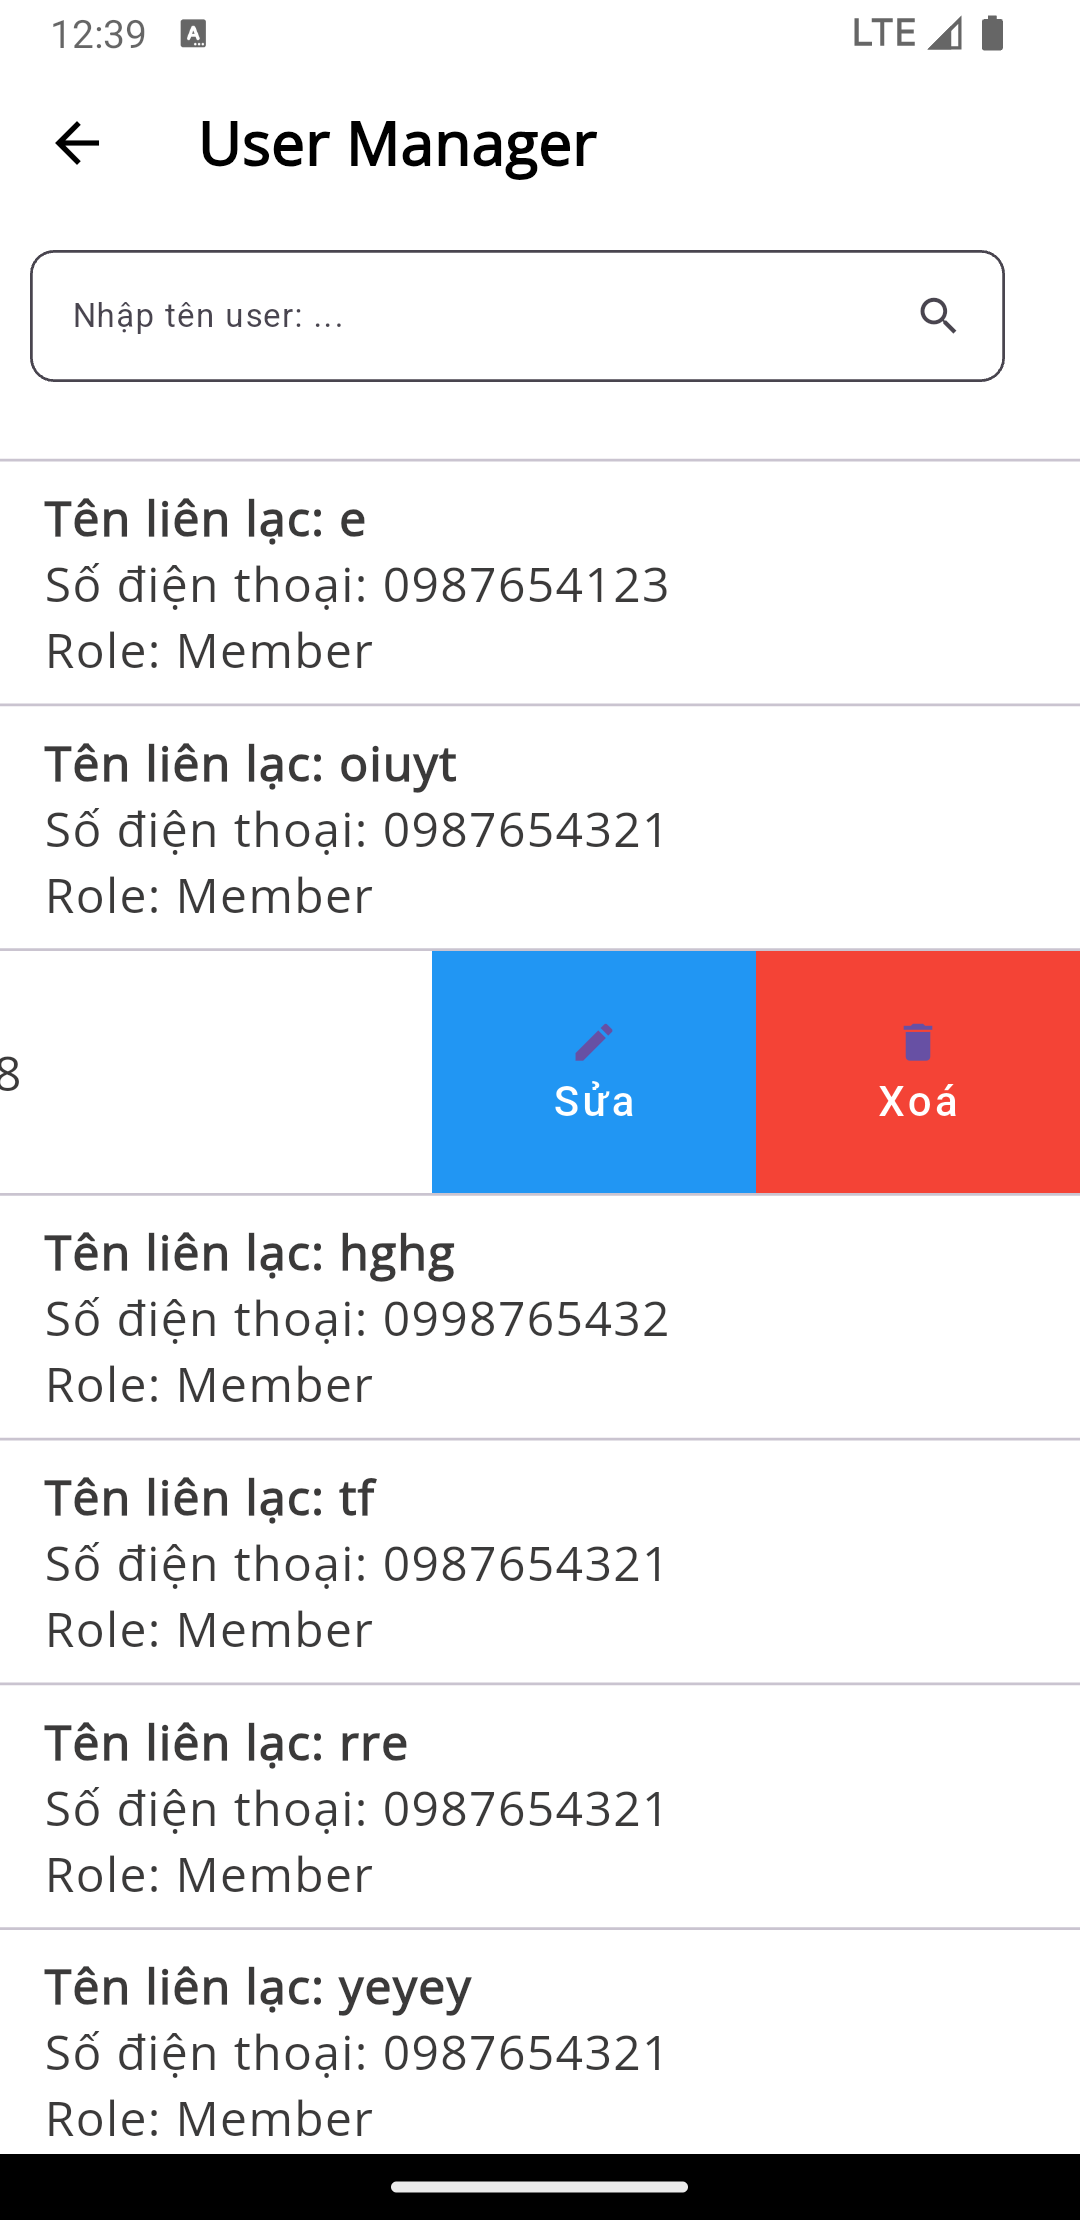 12:39 A LTE
User Manager
Nhập tên user: ...
Tên liên lạc: e
Số điện thoại: 0987654123
Role: Member
Tên liên lạc: oiuyt
Số điện thoại: 0987654321
Role: Member
8
Sửa
Xoá
Tên liên lạc: hghg
Số điện thoại: 0998765432
Role: Member
Tên liên lạc: tf
Số điện thoại: 0987654321
Role: Member
Tên liên lạc: rre
Số điện thoại: 0987654321
Role: Member
Tên liên lạc: yeyey
Số điện thoại: 0987654321
Role: Member